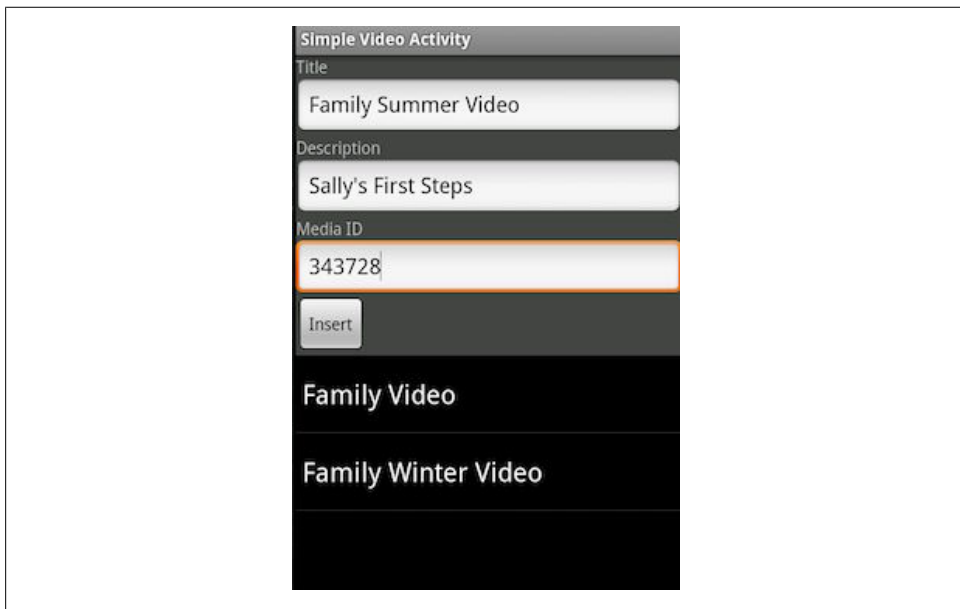 Simple Video Activity
Title
Family Summer Video
Description
Sally's First Steps
Media ID
343728
Insert
Family Video
Family Winter Video